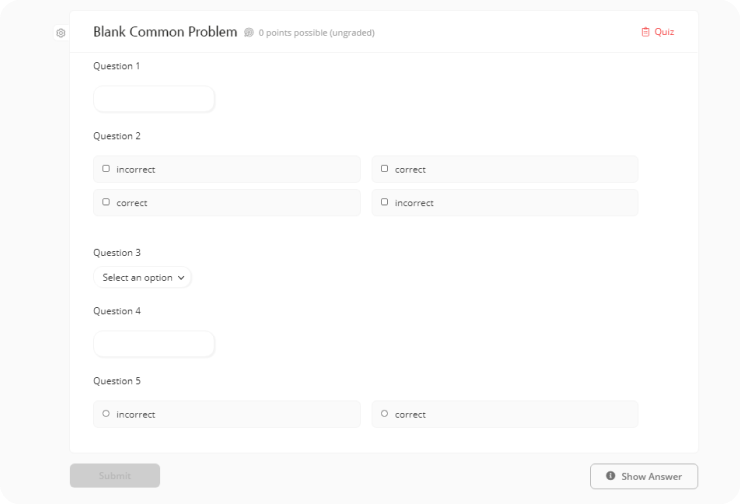 Blank Common Problem 0 points possible (ungraded) Quiz
Question 1
Question 2
incorrect correct
correct incorrect
Question 3
Select an option
Question 4
Question 5
incorrect correct
Submit Show Answer